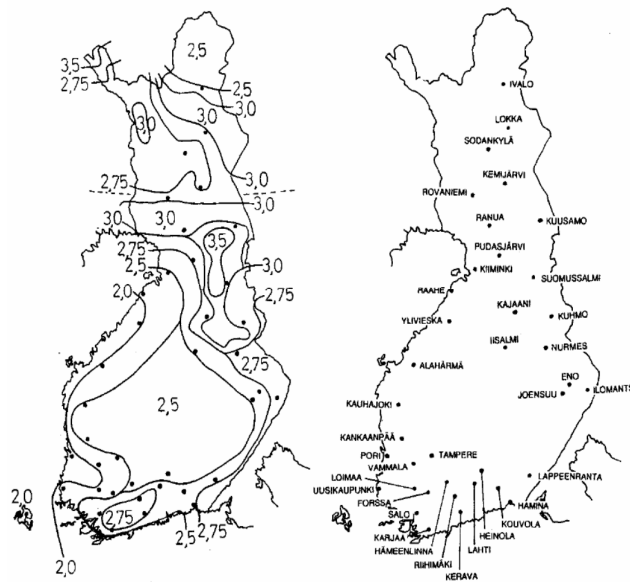 2,5
3,5
2,75
2,5
3,0
3,0
2,75
3,0
3,0
3,0
3,0
2,75
3,5
2,5
3,0
2,0
2,75
2,75
2,5
2,0
2,75
2,5
2,75
2,0
IVALO
LOKKA
SODANKYLÄ
KEMIJÄRVI
ROVANIEMI
RANUA
KUUSAMO
PUDASJÄRVI
KIIMINKI
SUOMUSSALMI
RAAHE
KAJAANI
YLIVIESKA
KUHMO
IISALMI
NURMES
ALAHÄRMÄ
ENO
JOENSUU
ILOMANTSI
KAUHAJOKI
KANKAANPÄÄ
PORI
TAMPERE
VAMMALA
LOIMAA
LAPPEENRANTA
UUSIKAUPUNKI
FORSSA
HAMINA
SALO
KOUVOLA
KARJAA
HEINOLA
HÄMEENLINNA
LAHTI
RIIHIMÄKI
KERAVA